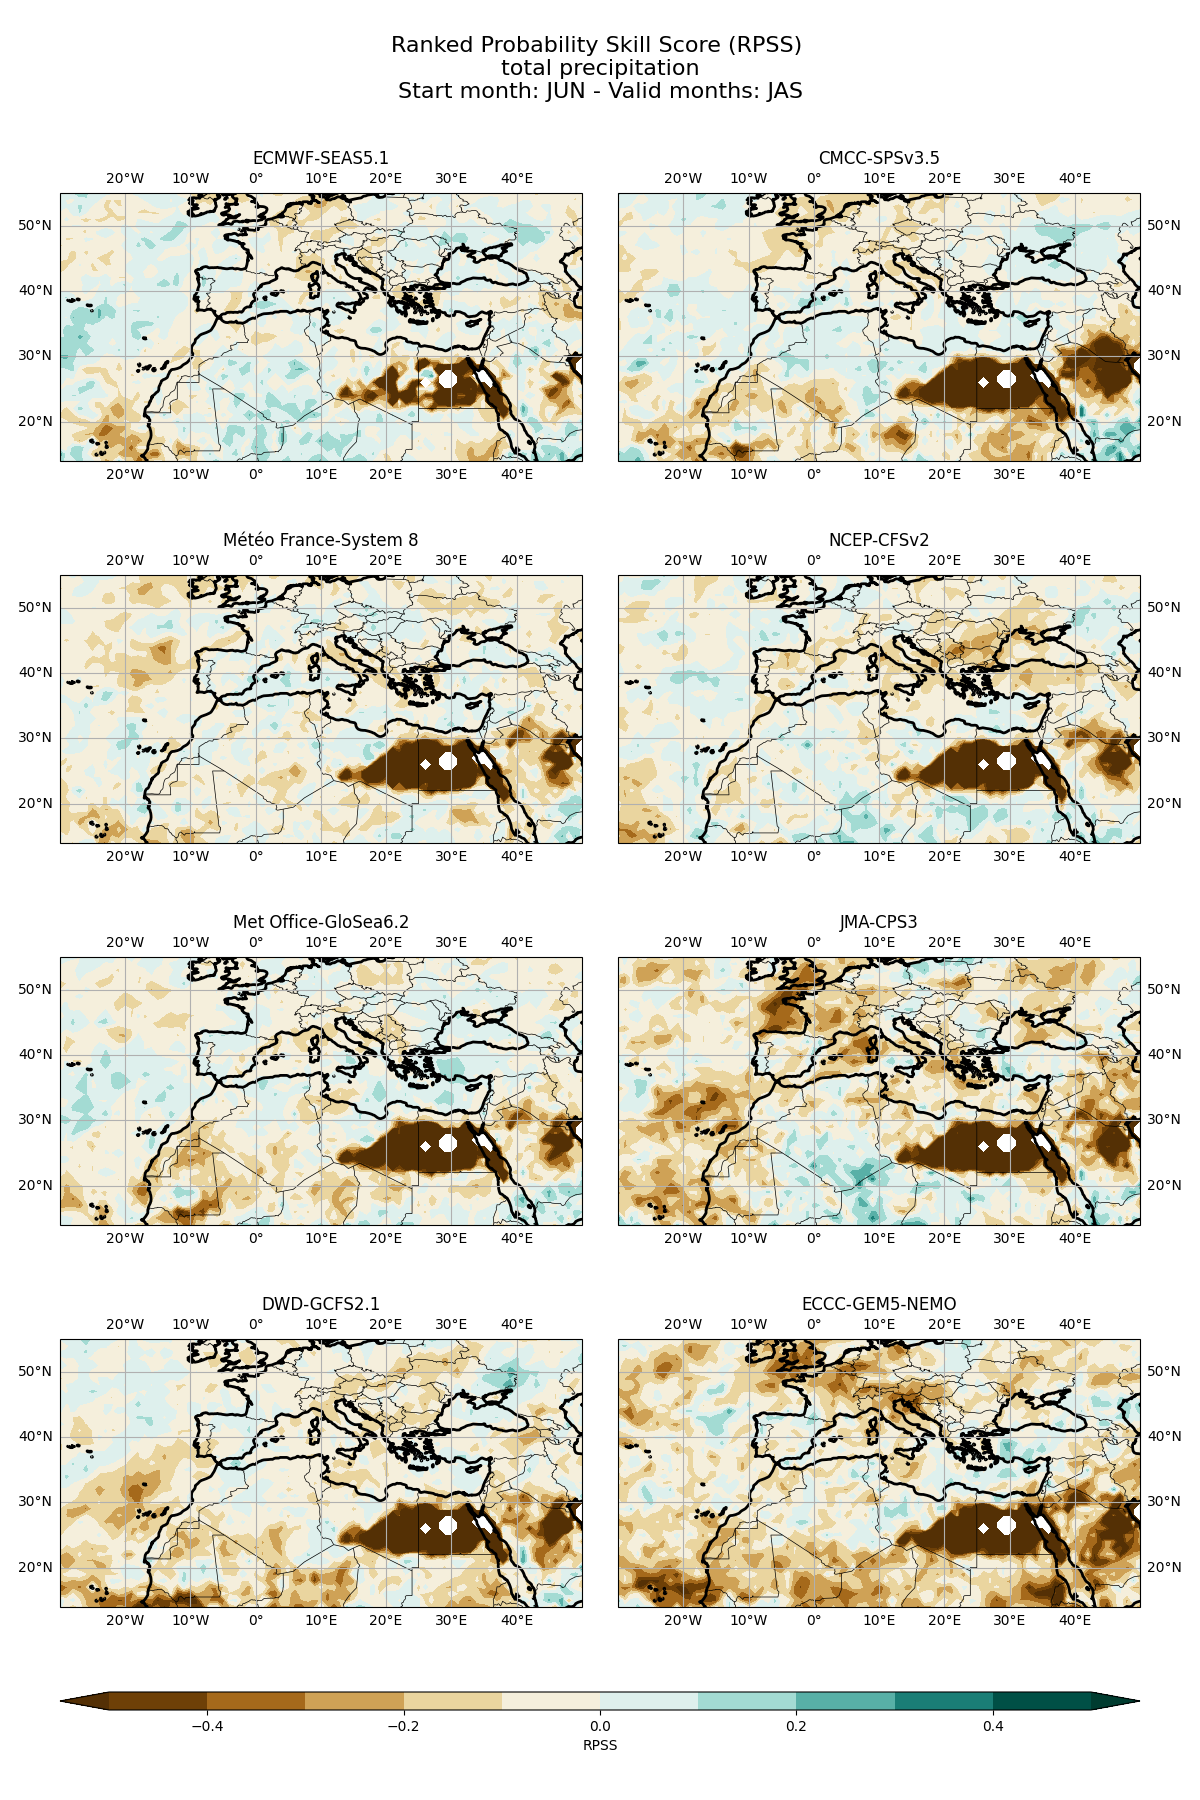 Ranked Probability Skill Score (RPSS)
total precipitation
Start month: JUN - Valid months: JAS
ECMWF-SEAS5.1
CMCC-SPSv3.5
20°W 10°W 0° 10°E 20°E 30°E 40°E
20°W 10°W 0° 10°E 20°E 30°E 40°E
50°N
50°N
40°N
40°N
30°N
30°N
20°N
20°N
20°W 10°W 0° 10°E 20°E 30°E 40°E
20°W 10°W 0° 10°E 20°E 30°E 40°E
Météo France-System 8
NCEP-CFSv2
20°W 10°W 0° 10°E 20°E 30°E 40°E
20°W 10°W 0° 10°E 20°E 30°E 40°E
50°N
50°N
40°N
40°N
30°N
30°N
20°N
20°N
20°W 10°W 0° 10°E 20°E 30°E 40°E
20°W 10°W 0° 10°E 20°E 30°E 40°E
Met Office-GloSea6.2
JMA-CPS3
20°W 10°W 0° 10°E 20°E 30°E 40°E
20°W 10°W 0° 10°E 20°E 30°E 40°E
50°N
50°N
40°N
40°N
30°N
30°N
20°N
20°N
20°W 10°W 0° 10°E 20°E 30°E 40°E
20°W 10°W 0° 10°E 20°E 30°E 40°E
DWD-GCFS2.1
ECCC-GEM5-NEMO
20°W 10°W 0° 10°E 20°E 30°E 40°E
20°W 10°W 0° 10°E 20°E 30°E 40°E
50°N
50°N
40°N
40°N
30°N
30°N
20°N
20°N
20°W 10°W 0° 10°E 20°E 30°E 40°E
20°W 10°W 0° 10°E 20°E 30°E 40°E
−0.4 −0.2 0.0 0.2 0.4
RPSS